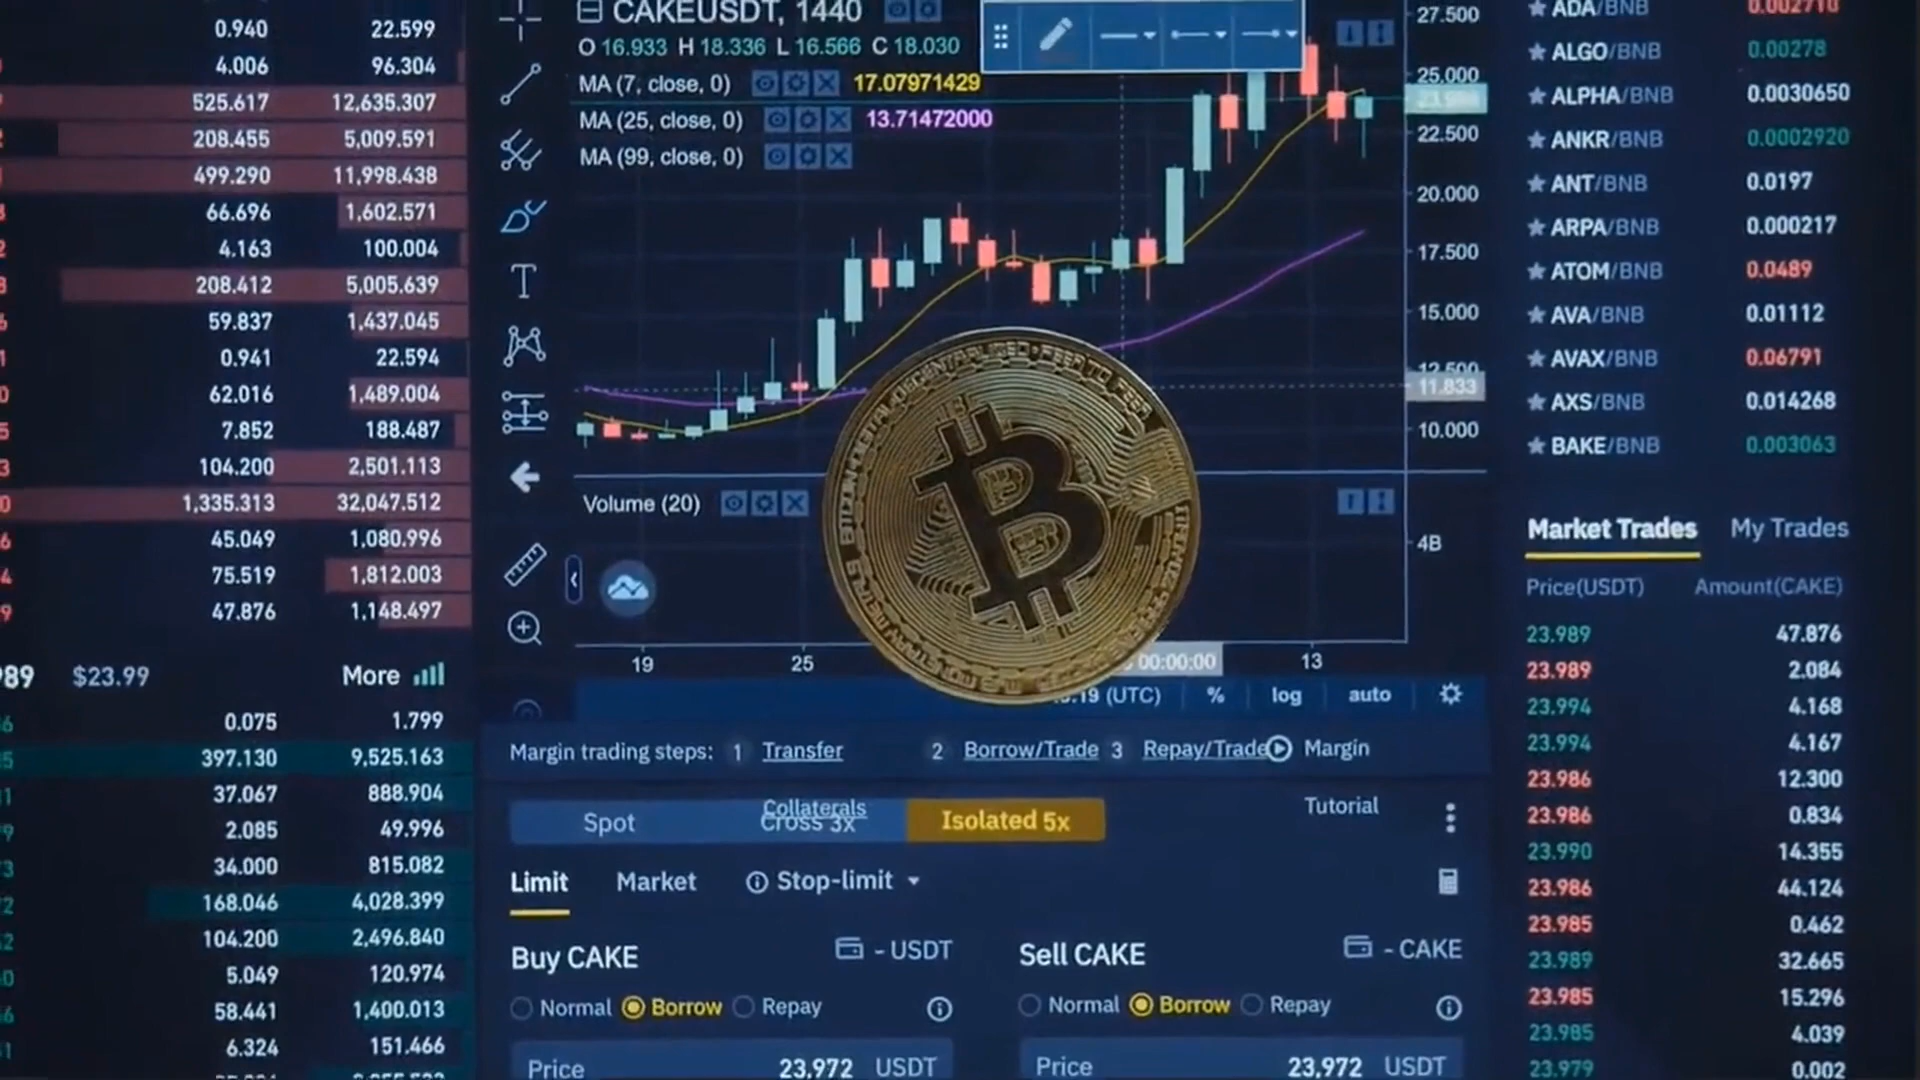 0.940 22.599
4.006 96.304
525.617 12,635.307
208.455 5,009.591
499.290 11,998.438
66.696 1,602.571
4.163 100.004
208.412 5,005.639
59.837 1,437.045
0.941 22.594
62.016 1,489.004
7.852 188.487
104.200 2,501.113
1,335.313 32,047.512
45.049 1,080.996
75.519 1,812.003
47.876 1,148.497
989 $23.99 More
0.075 1.799
397.130 9,525.163
37.067 888.904
2.085 49.996
34.000 815.082
168.046 4,028.399
104.200 2,496.840
5.049 120.974
58.441 1,400.013
6.324 151.466
CAKEUSDT, 1440
O 16.933 H 18.336 L 16.566 C 18.030
MA (7, close, 0) 17.07971429
MA (25, close, 0) 13.71472000
MA (99, close, 0)
27.500
25.000
22.500
20.000
17.500
15.000
12.500
11.833
10.000
Volume (20)
4B
19 25 00:00:00 13
(UTC) % log auto
BITCOIN DIGITAL DECENTRALIZED PEER TO PEER
B
Margin trading steps: 1 Transfer 2 Borrow/Trade 3 Repay/Trade Margin
Collaterals Tutorial
Spot Cross 3x Isolated 5x
Limit Market Stop-limit
Buy CAKE - USDT
Normal Borrow Repay
Price 23.972 USDT
Sell CAKE - CAKE
Normal Borrow Repay
Price 23.972 USDT
ADA/BNB 0.002710
ALGO/BNB 0.00278
ALPHA/BNB 0.0030650
ANKR/BNB 0.0002920
ANT/BNB 0.0197
ARPA/BNB 0.000217
ATOM/BNB 0.0489
AVA/BNB 0.01112
AVAX/BNB 0.06791
AXS/BNB 0.014268
BAKE/BNB 0.003063
Market Trades My Trades
Price(USDT) Amount(CAKE)
23.989 47.876
23.989 2.084
23.994 4.168
23.994 4.167
23.986 12.300
23.986 0.834
23.990 14.355
23.986 44.124
23.985 0.462
23.989 32.665
23.985 15.296
23.985 4.039
23.979 0.002